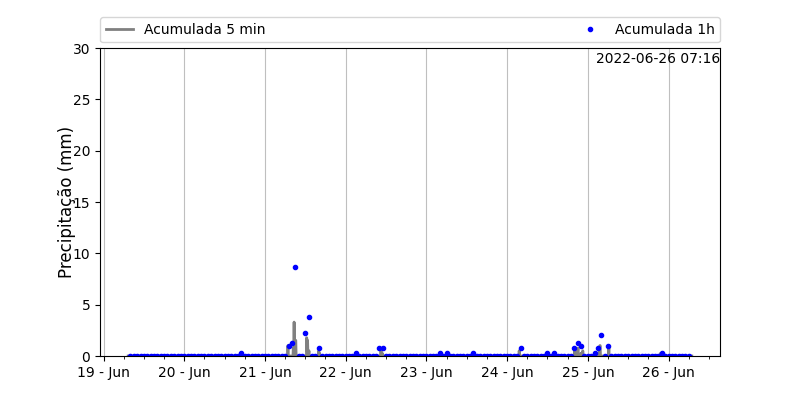 Acumulada 5 min Acumulada 1h
2022-06-26 07:16
Precipitação (mm)
30
25
20
15
10
5
0
19 - Jun 20 - Jun 21 - Jun 22 - Jun 23 - Jun 24 - Jun 25 - Jun 26 - Jun